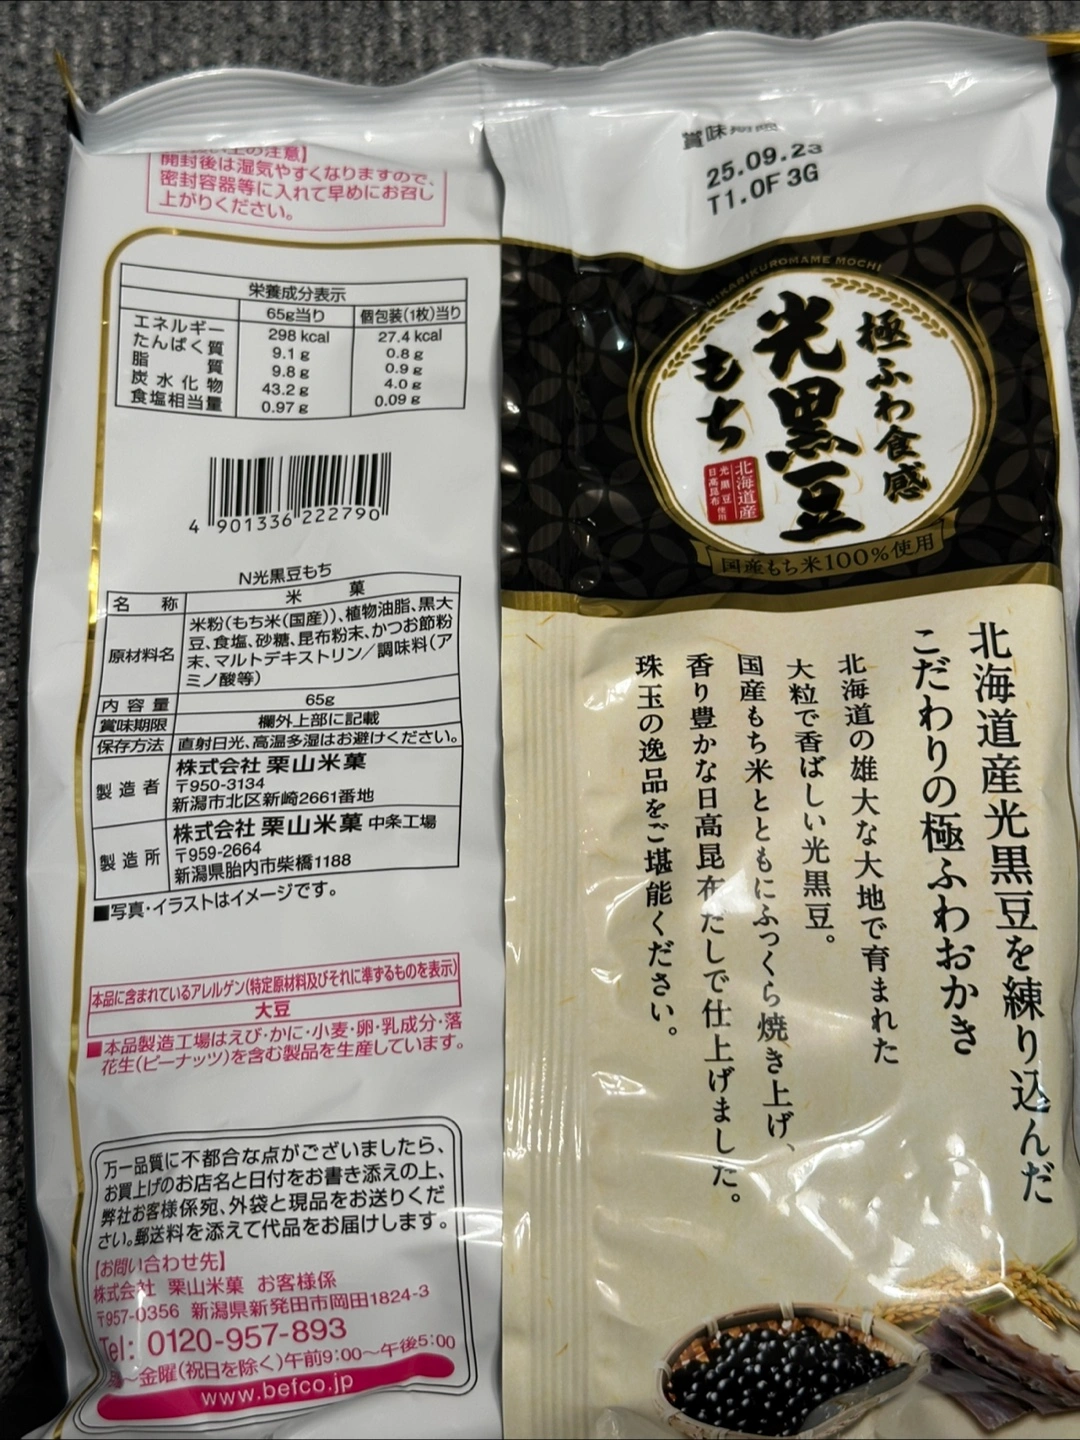 い上の注意】
開封後は湿気やすくなりますので、
密封容器等に入れて早めにお召し
上がりください。
賞味期限
25.09.23
T1.OF 3G
栄養成分表示
65g当り 個包装(1枚)当り
エネルギー 298 kcal 27.4 kcal
たんぱく質 9.1 g 0.8 g
脂質 9.8 g 0.9 g
炭水化物 43.2 g 4.0 g
食塩相当量 0.97 g 0.09 g
4 901336 222790
N光黒豆もち
名称 米菓
原材料名 米粉(もち米(国産))、植物油脂、黒大
豆、食塩、砂糖、昆布粉末、かつお節粉
末、マルトデキストリン/調味料(ア
ミノ酸等)
内容量 65g
賞味期限 欄外上部に記載
保存方法 直射日光、高温多湿はお避けください。
製造者 株式会社 栗山米菓
〒950-3134
新潟市北区新崎2661番地
製造所 株式会社 栗山米菓 中条工場
〒959-2664
新潟県胎内市柴橋1188
■写真・イラストはイメージです。
本品に含まれているアレルゲン(特定原材料及びそれに準ずるものを表示)
大豆
■本品製造工場はえび・かに・小麦・卵・乳成分・落
花生(ピーナッツ)を含む製品を生産しています。
万一品質に不都合な点がございましたら、
お買上げのお店名と日付をお書き添えの上、
弊社お客様係宛、外袋と現品をお送りくだ
さい。郵送料を添えて代品をお届けします。
【お問い合わせ先】
株式会社 栗山米菓 お客様係
〒957-0356 新潟県新発田市岡田1824-3
Tel: 0120-957-893
~金曜(祝日を除く)午前9:00~午後5:00
www.befco.jp
HIKARIKUROMAME MOCHI
極ふわ食感
光黒豆
もち
北海道産
光黒豆
日高昆布
使用
国産もち米100%使用
北海道産光黒豆を練り込んだ
こだわりの極ふわおかき
北海道の雄大な大地で育まれた
大粒で香ばしい光黒豆。
国産もち米とともにふっくら焼き上げ、
香り豊かな日高昆布だしで仕上げました。
珠玉の逸品をご堪能ください。